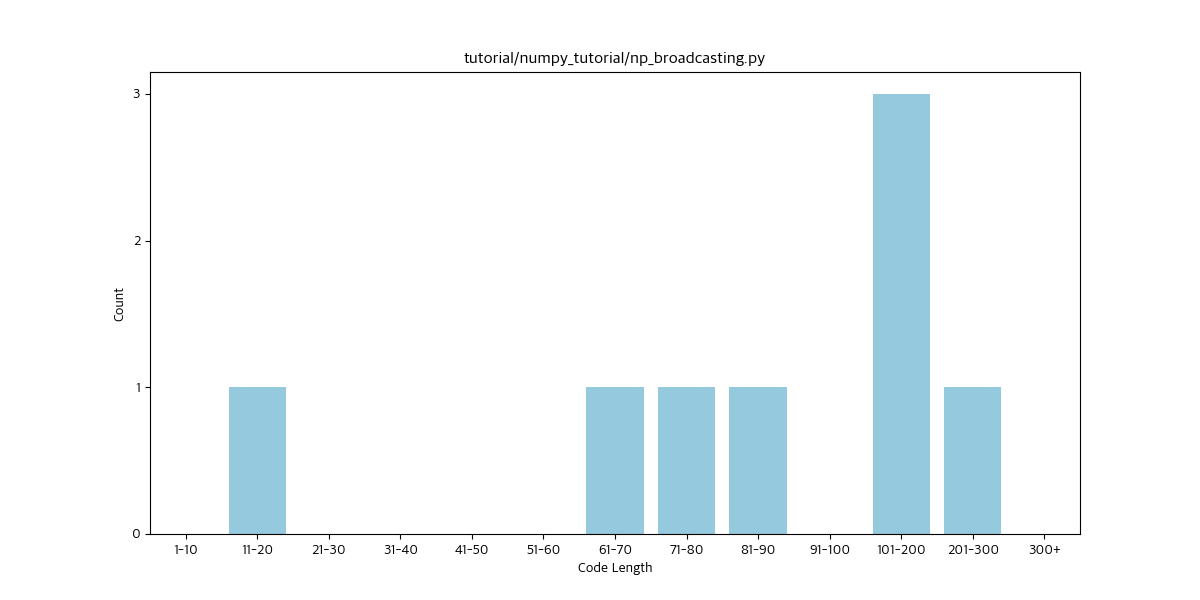 tutorial/numpy_tutorial/np_broadcasting.py
3
2
1
0
Count
1-10 11-20 21-30 31-40 41-50 51-60 61-70 71-80 81-90 91-100 101-200 201-300 300+
Code Length